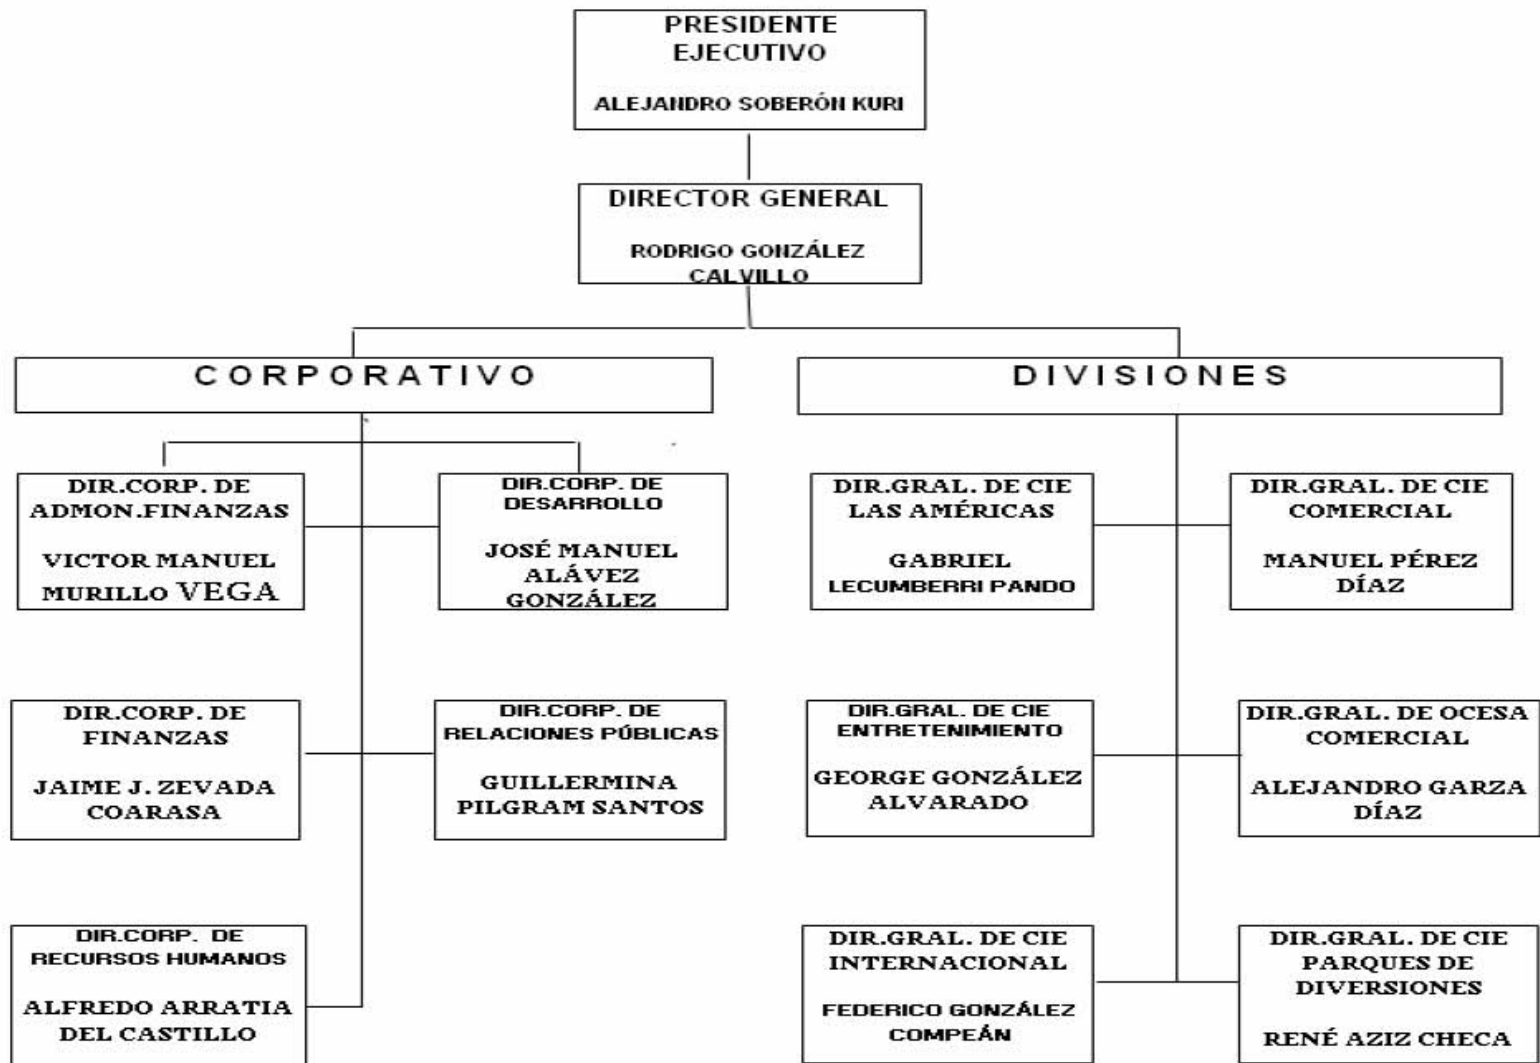 PRESIDENTE
EJECUTIVO
ALEJANDRO SOBERÓN KURI
DIRECTOR GENERAL
RODRIGO GONZÁLEZ
CALVILLO
CORPORATIVO
DIVISIONES
DIR.CORP. DE
ADMON.FINANZAS
VICTOR MANUEL
MURILLO VEGA
DIR.CORP. DE
DESARROLLO
JOSÉ MANUEL
ALÁVEZ
GONZÁLEZ
DIR.GRAL. DE CIE
LAS AMÉRICAS
GABRIEL
LECUMBERRI PANDO
DIR.GRAL. DE CIE
COMERCIAL
MANUEL PÉREZ
DÍAZ
DIR.CORP. DE
FINANZAS
JAIME J. ZEVADA
COARASA
DIR.CORP. DE
RELACIONES PÚBLICAS
GUILLERMINA
PILGRAM SANTOS
DIR.GRAL. DE CIE
ENTRETENIMIENTO
GEORGE GONZÁLEZ
ALVARADO
DIR.GRAL. DE OCESA
COMERCIAL
ALEJANDRO GARZA
DÍAZ
DIR.CORP. DE
RECURSOS HUMANOS
ALFREDO ARRATIA
DEL CASTILLO
DIR.GRAL. DE CIE
INTERNACIONAL
FEDERICO GONZÁLEZ
COMPEÁN
DIR.GRAL. DE CIE
PARQUES DE
DIVERSIONES
RENÉ AZIZ CHECA